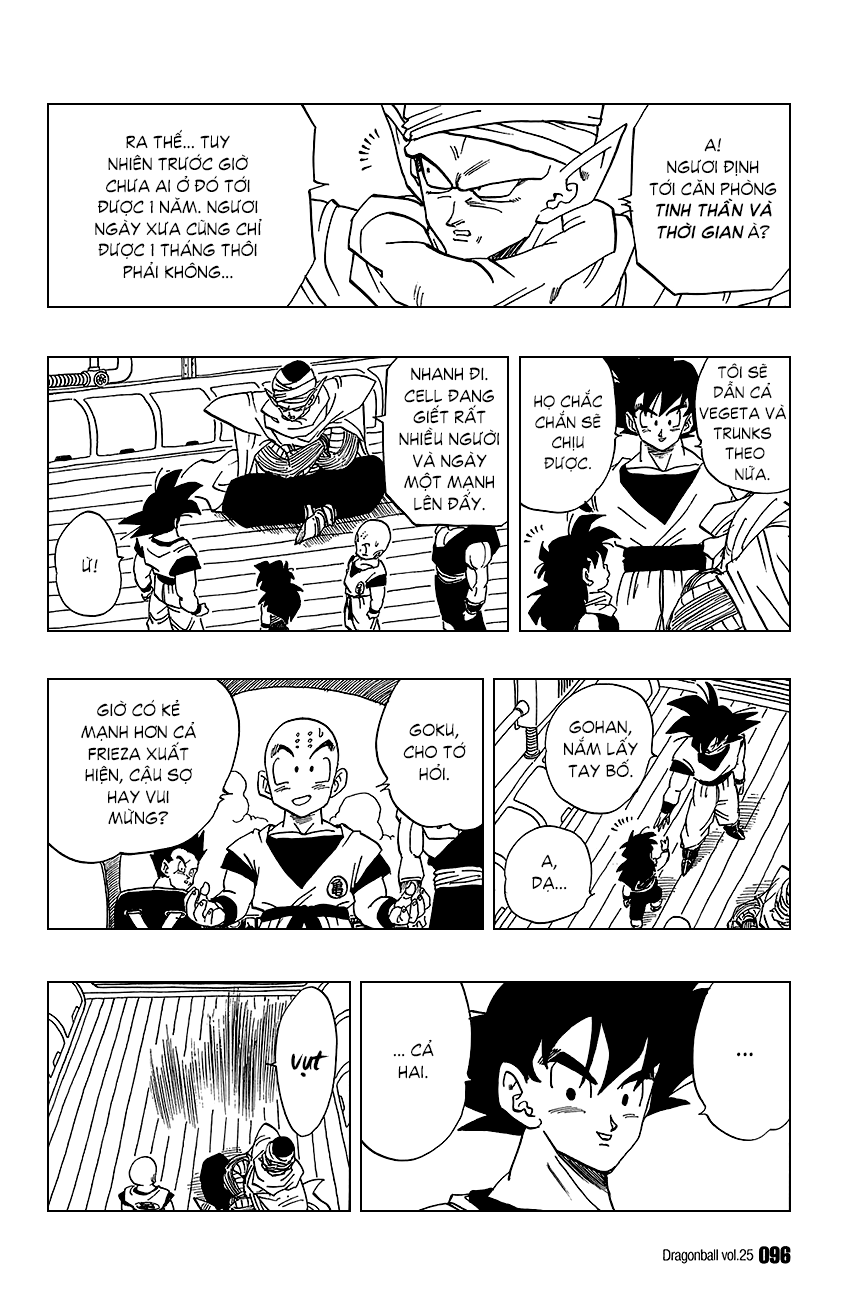 A!
NGƯƠI ĐỊNH
TỚI CĂN PHÒNG
TINH THẦN VÀ
THỜI GIAN À?
RA THẾ... TUY
NHIÊN TRƯỚC GIỜ
CHƯA AI Ở ĐÓ TỚI
ĐƯỢC 1 NĂM. NGƯƠI
NGÀY XƯA CŨNG CHỈ
ĐƯỢC 1 THÁNG THÔI
PHẢI KHÔNG...
TÔI SẼ
DẪN CẢ
VEGETA VÀ
TRUNKS
THEO
NỮA.
HỌ CHẮC
CHẮN SẼ
CHỊU
ĐƯỢC.
NHANH ĐI.
CELL ĐANG
GIẾT RẤT
NHIỀU NGƯỜI
VÀ NGÀY
MỘT MẠNH
LÊN ĐẤY.
Ừ!
GOHAN,
NẮM LẤY
TAY BỐ.
A,
DẠ...
GOKU,
CHO TỚ
HỎI.
GIỜ CÓ KẺ
MẠNH HƠN CẢ
FRIEZA XUẤT
HIỆN, CẬU SỢ
HAY VUI
MỪNG?
...
... CẢ
HAI.
VỤT
Dragonball vol.25 096